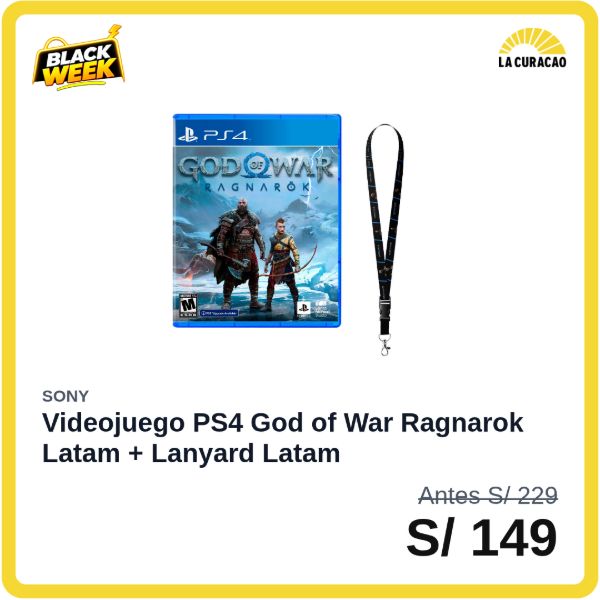 BLACK
WEEK
LA CURACAO
PS4
GOD OF WAR
RAGNARÖK
M
SONY
Videojuego PS4 God of War Ragnarok
Latam + Lanyard Latam
Antes S/ 229
S/ 149